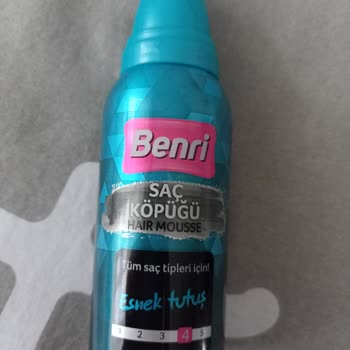 Benri
SAÇ
KÖPÜĞÜ
HAIR MOUSSE
Tüm saç tipleri için!
Esnek tutuş
1 2 3 4 5